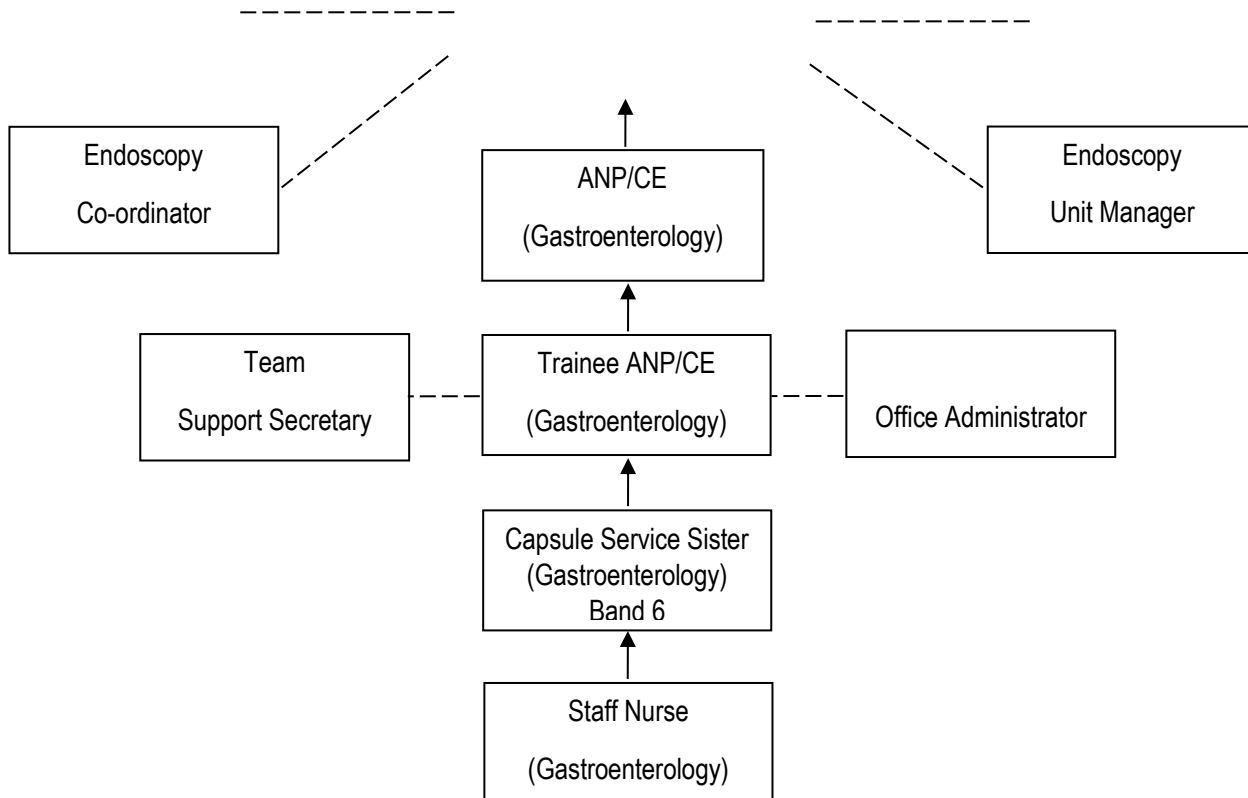 Endoscopy
Co-ordinator
ANP/CE
(Gastroenterology)
Endoscopy
Unit Manager
Team
Support Secretary
Trainee ANP/CE
(Gastroenterology)
Office Administrator
Capsule Service Sister
(Gastroenterology)
Band 6
Staff Nurse
(Gastroenterology)